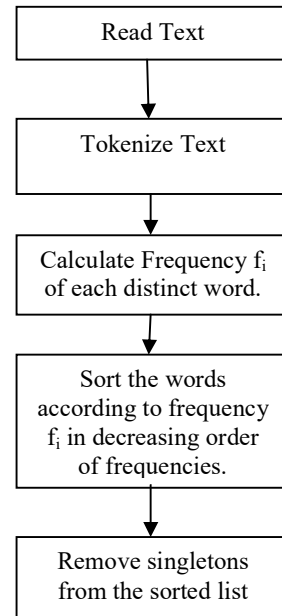 Read Text
Tokenize Text
Calculate Frequency fᵢ
of each distinct word.
Sort the words
according to frequency
fᵢ in decreasing order
of frequencies.
Remove singletons
from the sorted list